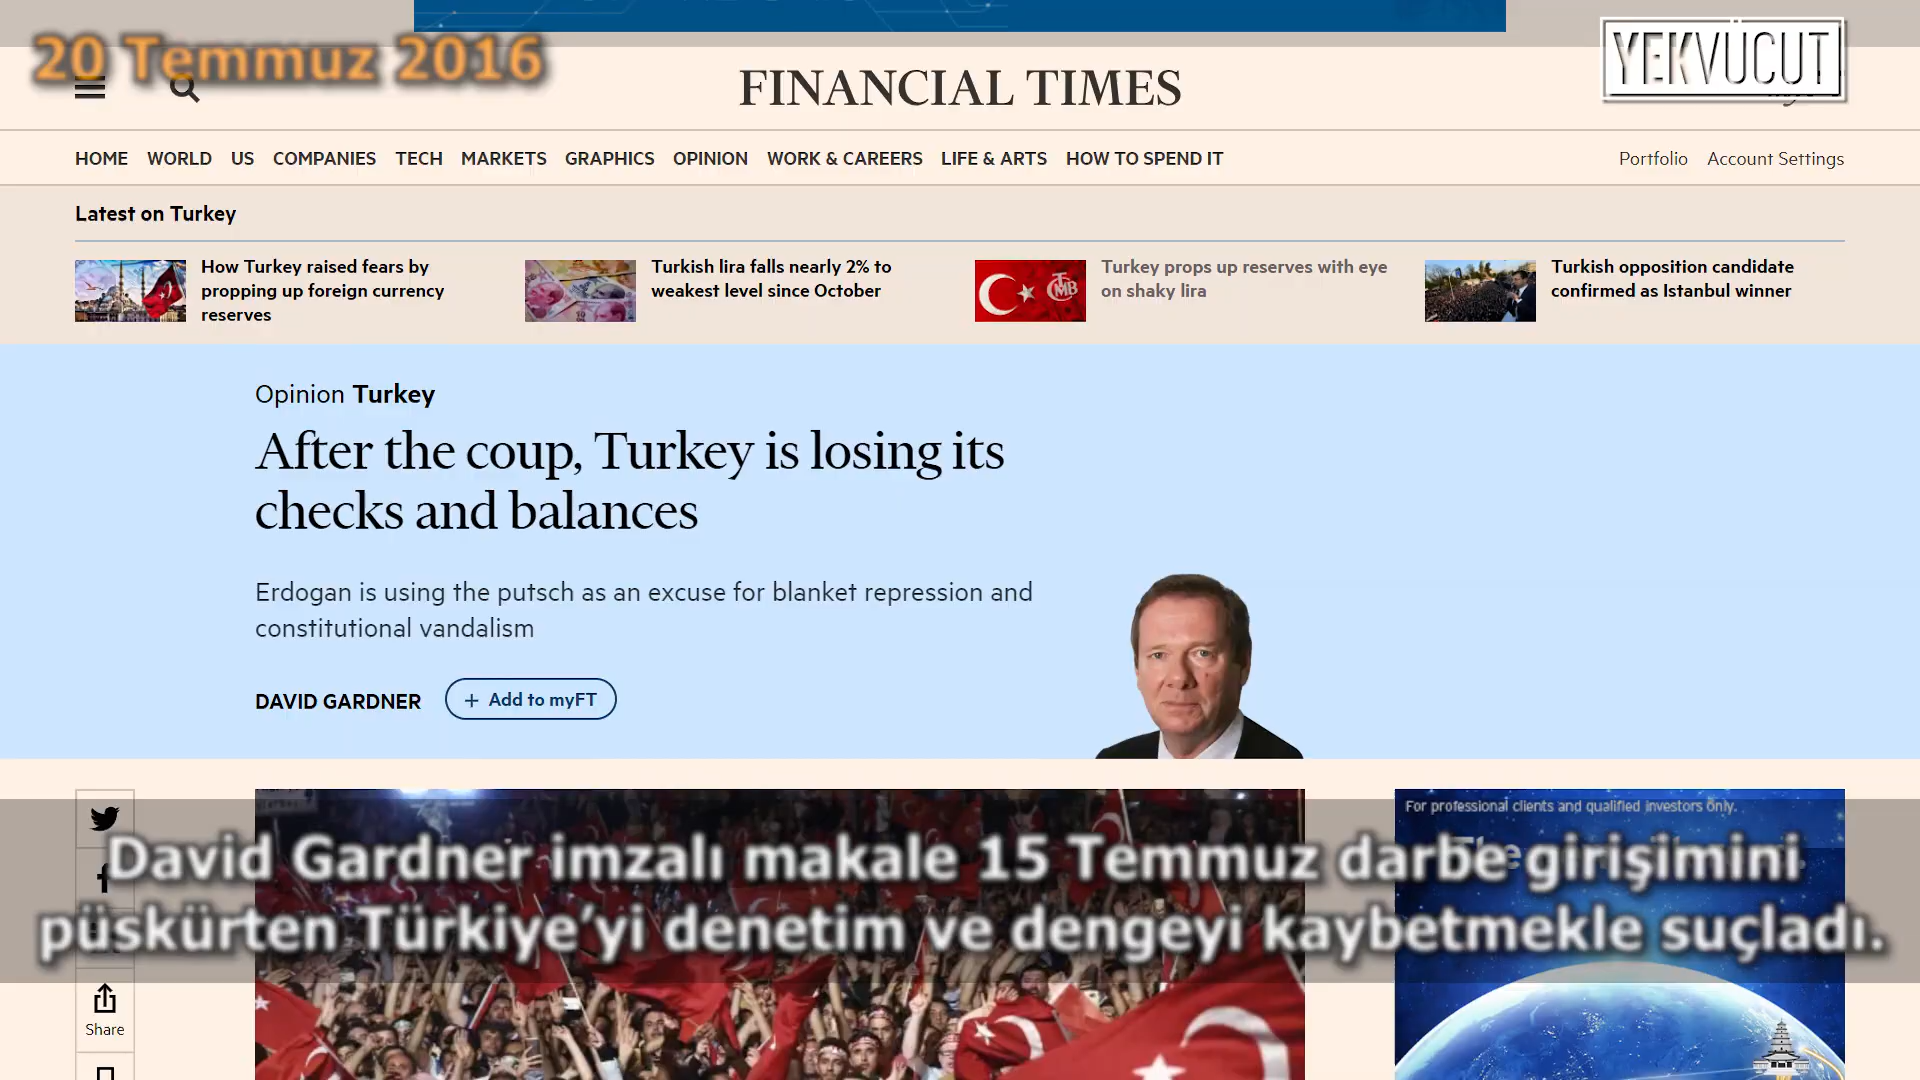 20 Temmuz 2016
YEKVÜCUT
FINANCIAL TIMES
HOME WORLD US COMPANIES TECH MARKETS GRAPHICS OPINION WORK & CAREERS LIFE & ARTS HOW TO SPEND IT
Portfolio Account Settings
Latest on Turkey
How Turkey raised fears by
propping up foreign currency
reserves
Turkish lira falls nearly 2% to
weakest level since October
Turkey props up reserves with eye
on shaky lira
Turkish opposition candidate
confirmed as Istanbul winner
Opinion Turkey
After the coup, Turkey is losing its
checks and balances
Erdogan is using the putsch as an excuse for blanket repression and
constitutional vandalism
DAVID GARDNER + Add to myFT
For professional clients and qualified investors only.
David Gardner imzalı makale 15 Temmuz darbe girişimini
püskürten Türkiye’yi denetim ve dengeyi kaybetmekle suçladı.
Share